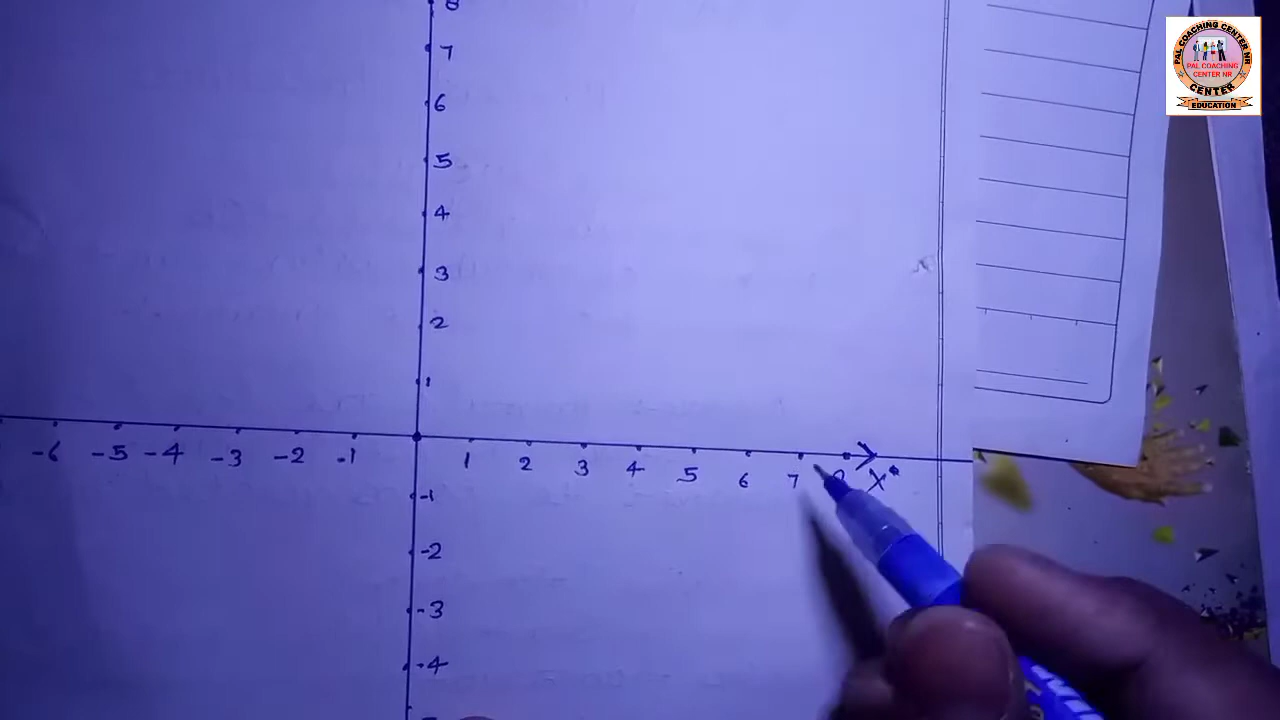 8
7
6
5
4
3
2
1
-6 -5 -4 -3 -2 -1 1 2 3 4 5 6 7 8 X
-1
-2
-3
-4
PAL COACHING CENTER NR
PAL COACHING
CENTER NR
CENTER
EDUCATION